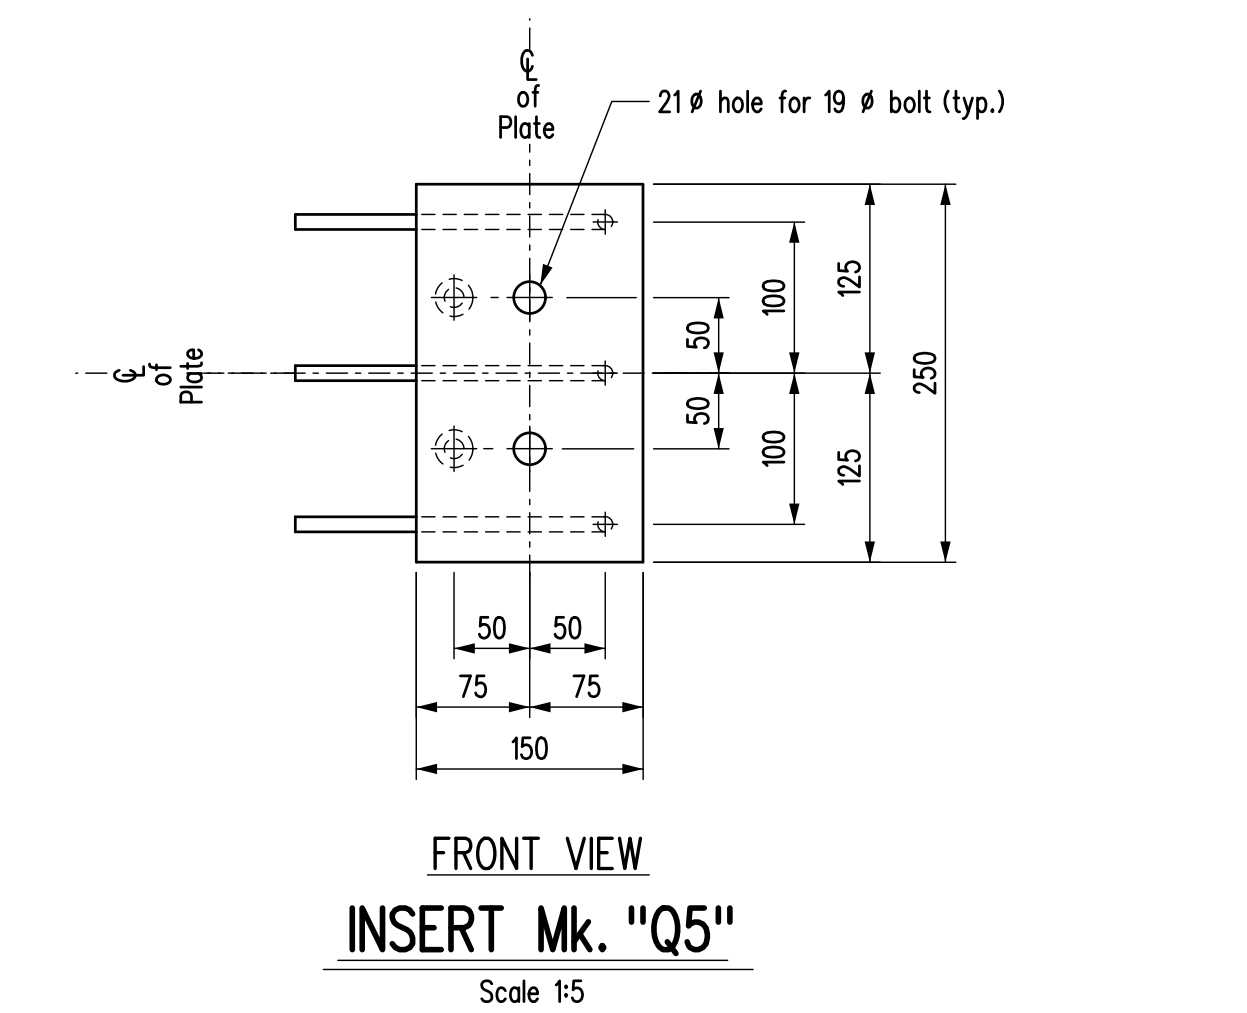 ℄
of
Plate
21 ø hole for 19 ø bolt (typ.)
℄
of
Plate
50
50
100
100
125
125
250
50 50
75 75
150
FRONT VIEW
INSERT Mk. "Q5"
Scale 1:5